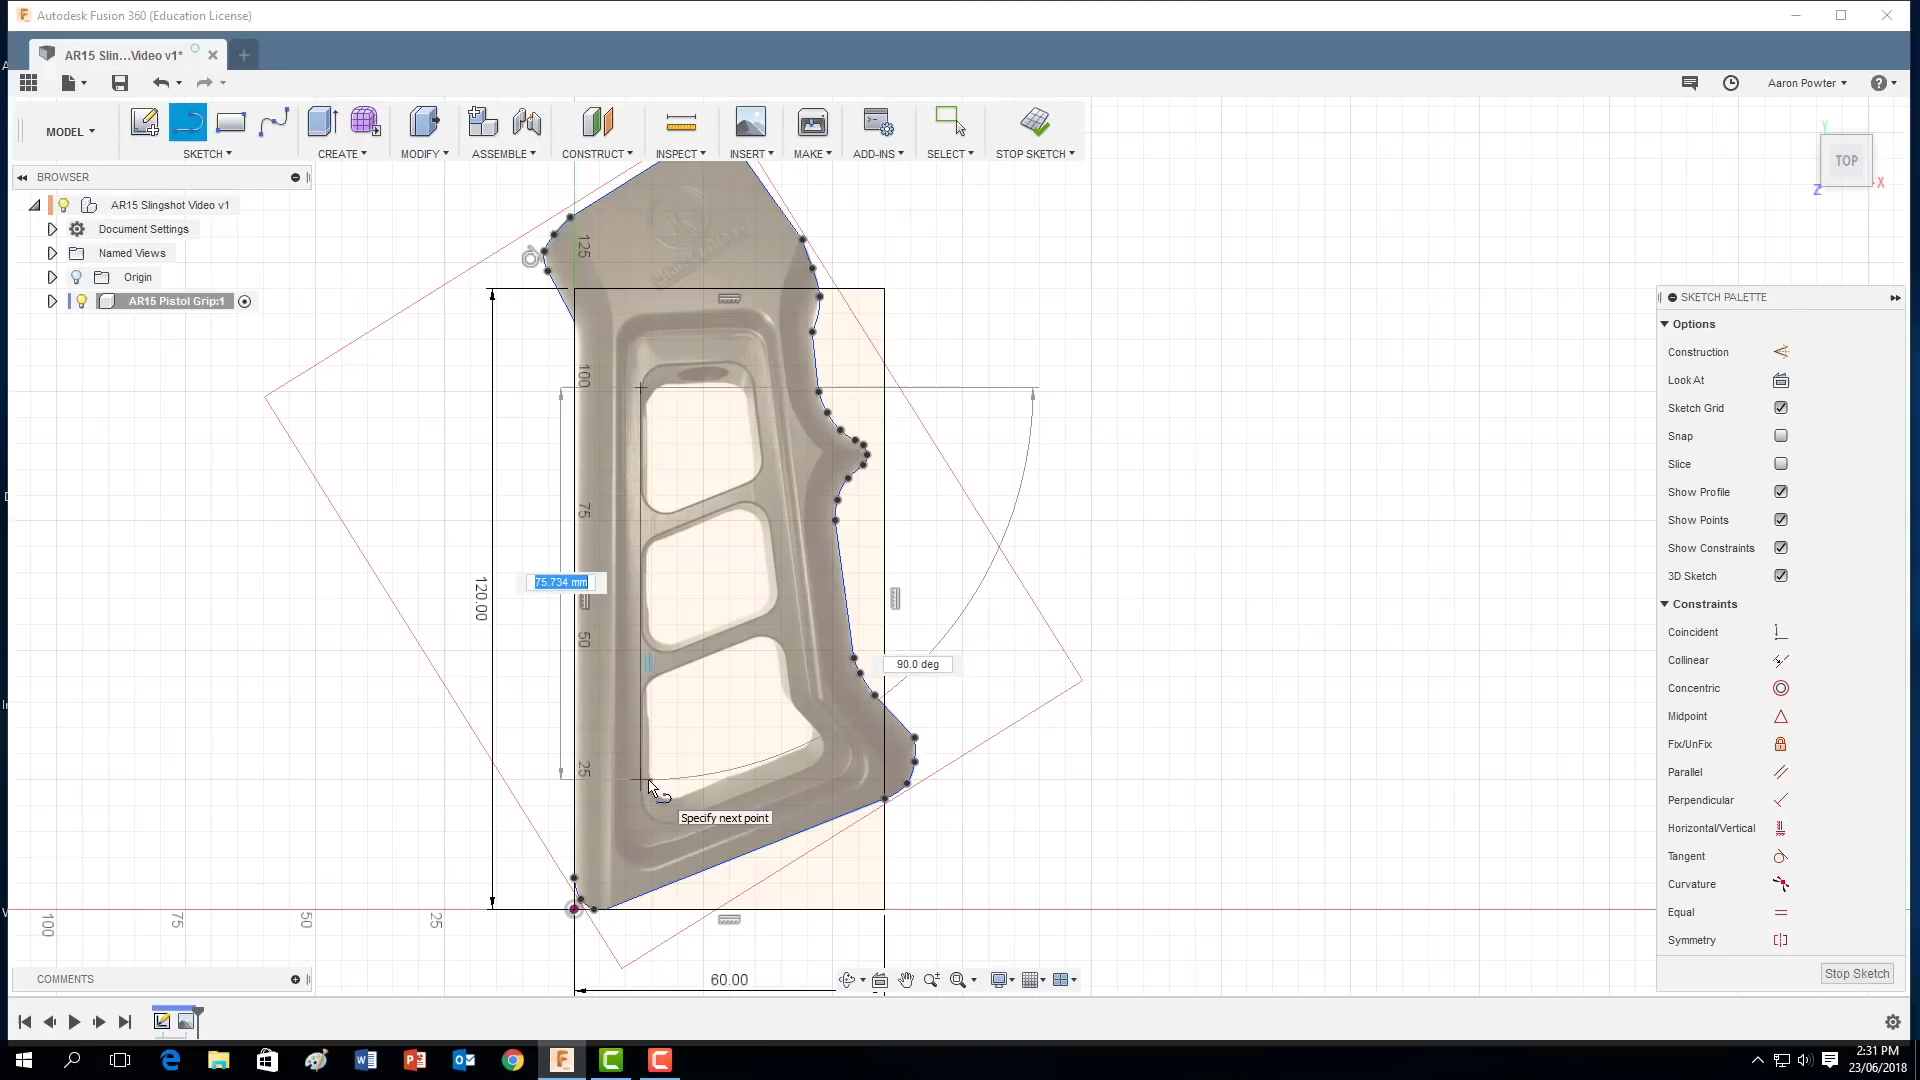 Autodesk Fusion 360 (Education License)
AR15 Slin...Video v1*
Aaron Powter
MODEL
SKETCH
CREATE
MODIFY
ASSEMBLE
CONSTRUCT
INSPECT
INSERT
MAKE
ADD-INS
SELECT
STOP SKETCH
BROWSER
AR15 Slingshot Video v1
Document Settings
Named Views
Origin
AR15 Pistol Grip:1
TOP
Y
X
Z
125
100
75
50
25
120.00
75.734 mm
90.0 deg
Specify next point
100
75
50
25
60.00
SKETCH PALETTE
Options
Construction
Look At
Sketch Grid
Snap
Slice
Show Profile
Show Points
Show Constraints
3D Sketch
Constraints
Coincident
Collinear
Concentric
Midpoint
Fix/UnFix
Parallel
Perpendicular
Horizontal/Vertical
Tangent
Curvature
Equal
Symmetry
Stop Sketch
COMMENTS
2:31 PM
23/06/2018